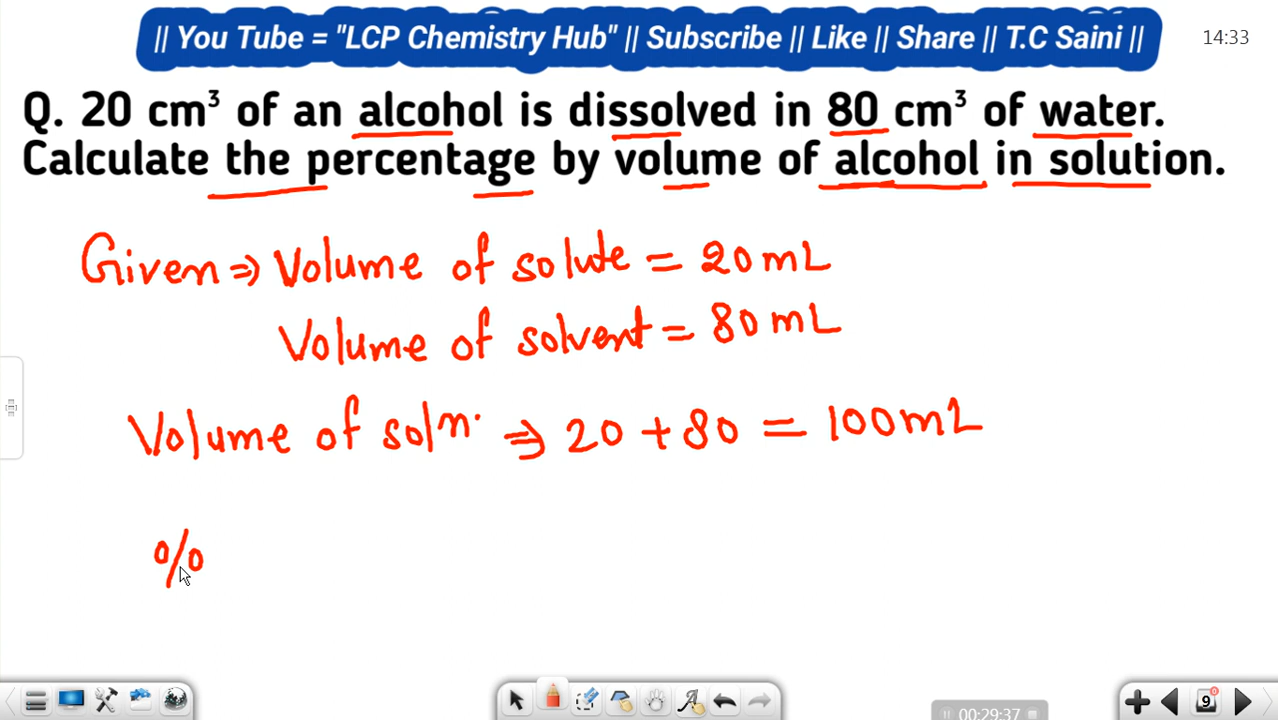 || You Tube = "LCP Chemistry Hub" || Subscribe || Like || Share || T.C Saini ||
14:33
Q. 20 cm³ of an alcohol is dissolved in 80 cm³ of water.
Calculate the percentage by volume of alcohol in solution.
Given ⇒ Volume of solute = 20 mL
Volume of solvent = 80 mL
Volume of soln. ⇒ 20 + 80 = 100 mL
%
9
00:29:37